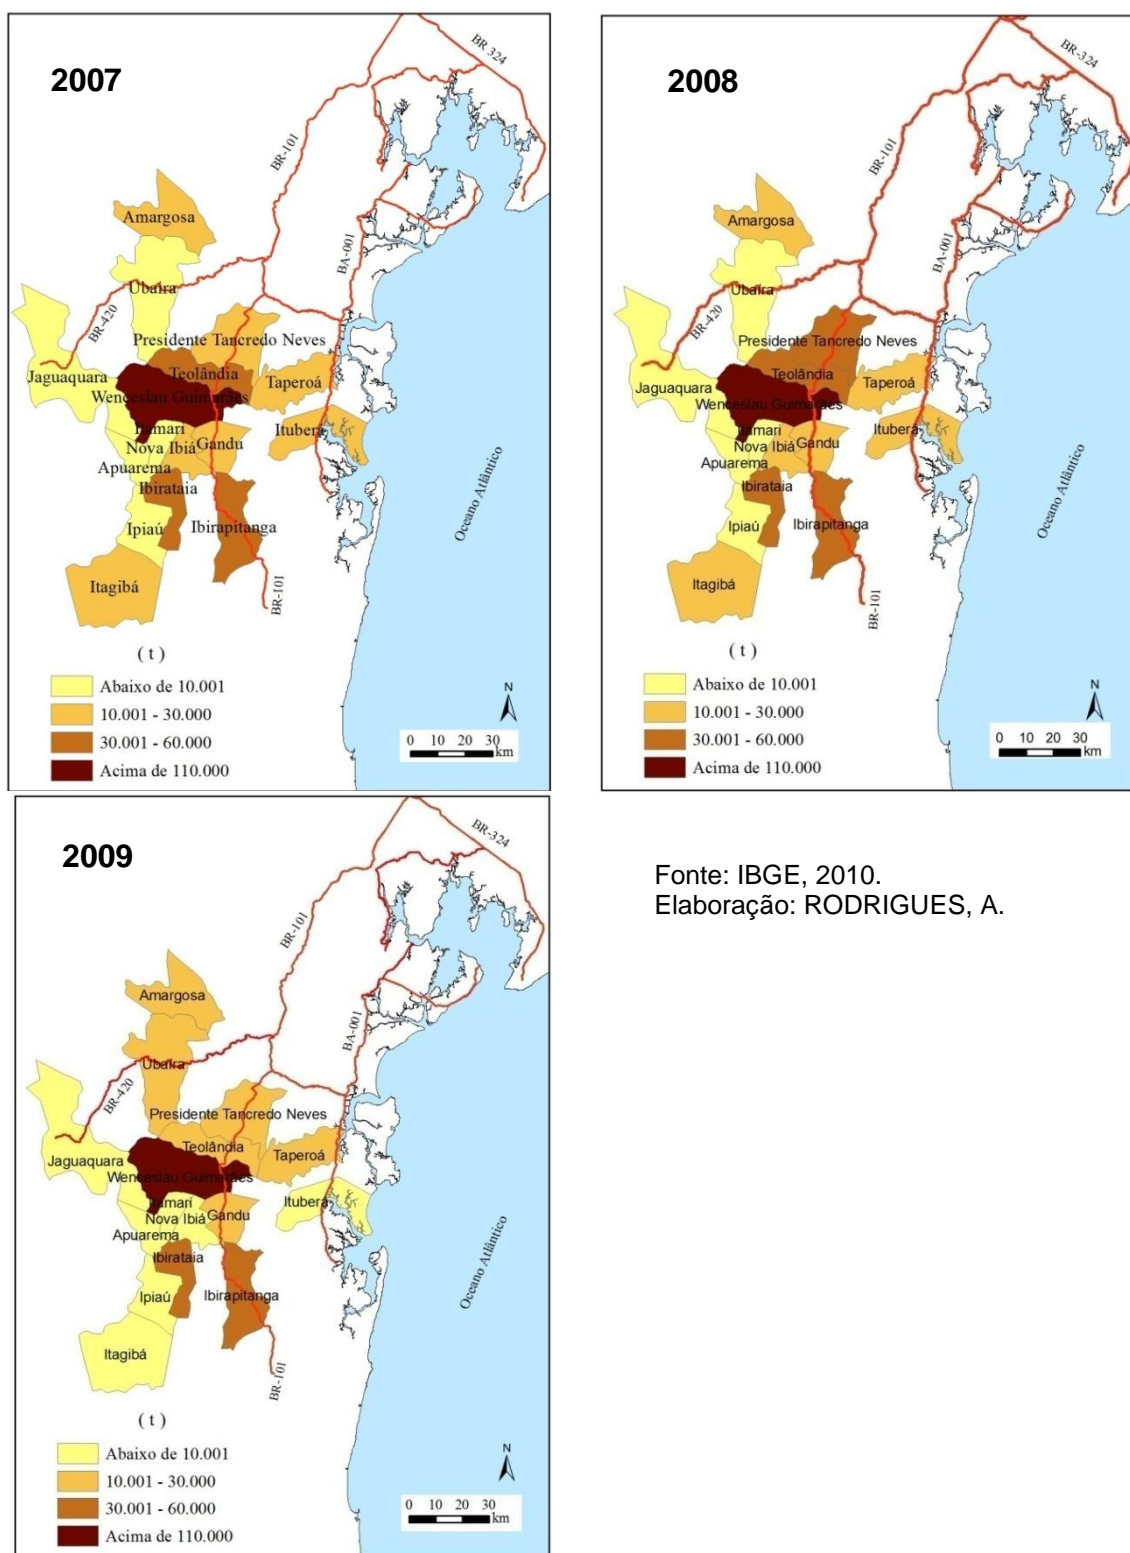 2007
BR 324
BR-101
Amargosa
BA-001
Ubaíra
BR-420
Presidente Tancredo Neves
Teolândia
Jaguaquara
Taperoá
Wenceslau Guimarães
Itamari
Ituberá
Nova Ibiá
Gandu
Apuarema
Ibirataia
Ipiaú
Ibirapitanga
Oceano Atlântico
Itagibá
BR-101
( t )
Abaixo de 10.001
10.001 - 30.000
30.001 - 60.000
Acima de 110.000
N
0 10 20 30
km
2008
BR-324
BR-101
Amargosa
BA-001
Ubaíra
BR-420
Presidente Tancredo Neves
Teolândia
Jaguaquara
Taperoá
Wenceslau Guimarães
Itamari
Ituberá
Nova Ibiá
Gandu
Apuarema
Ibirataia
Ipiaú
Ibirapitanga
Oceano Atlântico
Itagibá
BR-101
( t )
Abaixo de 10.001
10.001 - 30.000
30.001 - 60.000
Acima de 110.000
N
0 10 20 30
km
2009
BR-324
BR-101
Amargosa
BA-001
Ubaíra
BR-420
Presidente Tancredo Neves
Teolândia
Jaguaquara
Taperoá
Wenceslau Guimarães
Itamari
Ituberá
Nova Ibiá
Gandu
Apuarema
Ibirataia
Ipiaú
Ibirapitanga
Oceano Atlântico
Itagibá
BR-101
( t )
Abaixo de 10.001
10.001 - 30.000
30.001 - 60.000
Acima de 110.000
N
0 10 20 30
km
Fonte: IBGE, 2010.
Elaboração: RODRIGUES, A.